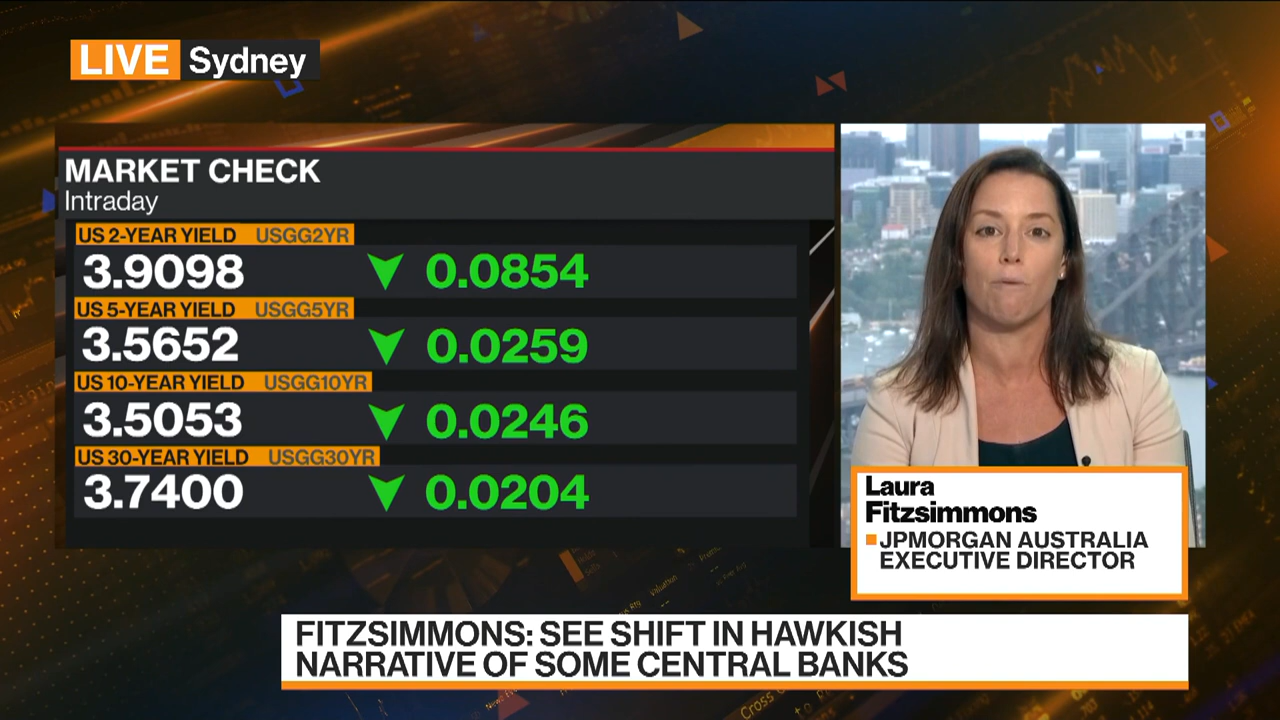 LIVE Sydney
MARKET CHECK
Intraday
US 2-YEAR YIELD USGG2YR
3.9098 ▼ 0.0854
US 5-YEAR YIELD USGG5YR
3.5652 ▼ 0.0259
US 10-YEAR YIELD USGG10YR
3.5053 ▼ 0.0246
US 30-YEAR YIELD USGG30YR
3.7400 ▼ 0.0204
Laura
Fitzsimmons
JPMORGAN AUSTRALIA
EXECUTIVE DIRECTOR
FITZSIMMONS: SEE SHIFT IN HAWKISH
NARRATIVE OF SOME CENTRAL BANKS